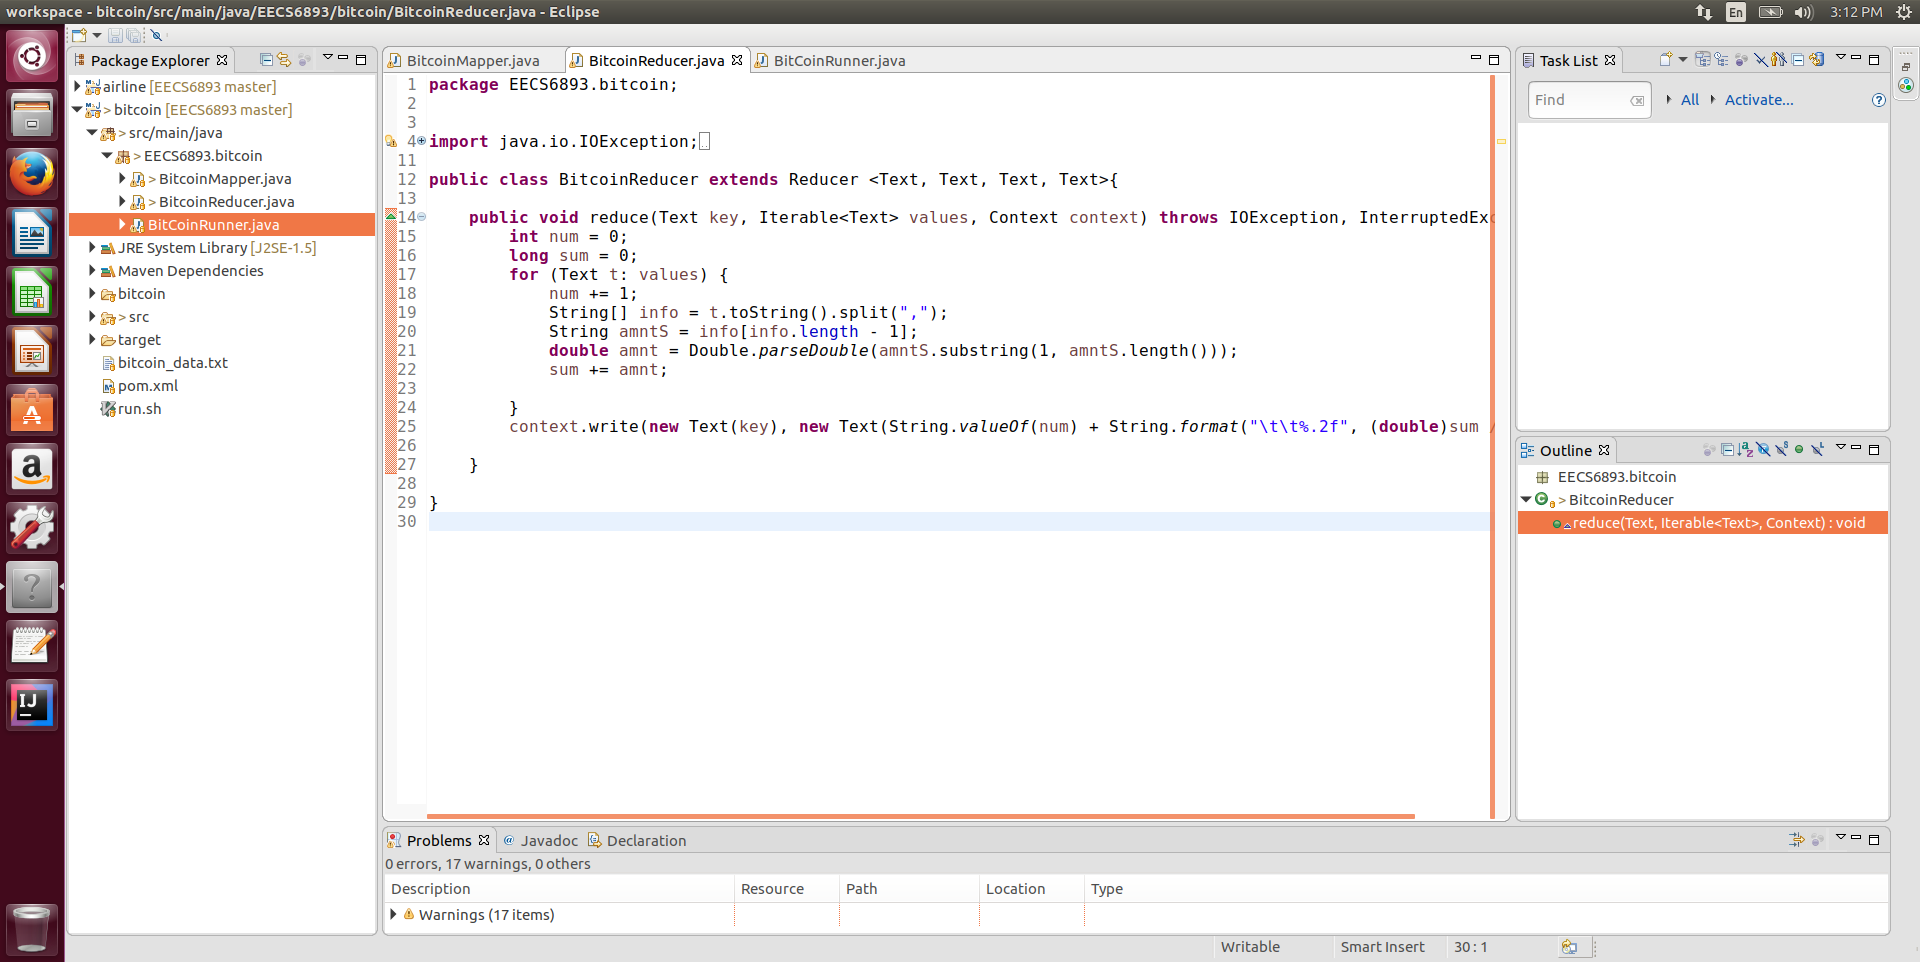 workspace - bitcoin/src/main/java/EECS6893/bitcoin/BitcoinReducer.java - Eclipse
En
3:12 PM
Package Explorer
airline [EECS6893 master]
> bitcoin [EECS6893 master]
> src/main/java
> EECS6893.bitcoin
> BitcoinMapper.java
> BitcoinReducer.java
BitCoinRunner.java
JRE System Library [J2SE-1.5]
Maven Dependencies
bitcoin
> src
target
bitcoin_data.txt
pom.xml
run.sh
BitcoinMapper.java
BitcoinReducer.java
BitCoinRunner.java
1 package EECS6893.bitcoin;
2
3
4 import java.io.IOException;
11
12 public class BitcoinReducer extends Reducer <Text, Text, Text, Text>{
13
14     public void reduce(Text key, Iterable<Text> values, Context context) throws IOException, InterruptedExc
15         int num = 0;
16         long sum = 0;
17         for (Text t: values) {
18             num += 1;
19             String[] info = t.toString().split(",");
20             String amntS = info[info.length - 1];
21             double amnt = Double.parseDouble(amntS.substring(1, amntS.length()));
22             sum += amnt;
23
24         }
25         context.write(new Text(key), new Text(String.valueOf(num) + String.format("\t\t%.2f", (double)sum /
26
27     }
28
29 }
30
Task List
Find
All
Activate...
Outline
EECS6893.bitcoin
> BitcoinReducer
reduce(Text, Iterable<Text>, Context) : void
Problems
@ Javadoc
Declaration
0 errors, 17 warnings, 0 others
Description Resource Path Location Type
Warnings (17 items)
Writable
Smart Insert
30 : 1